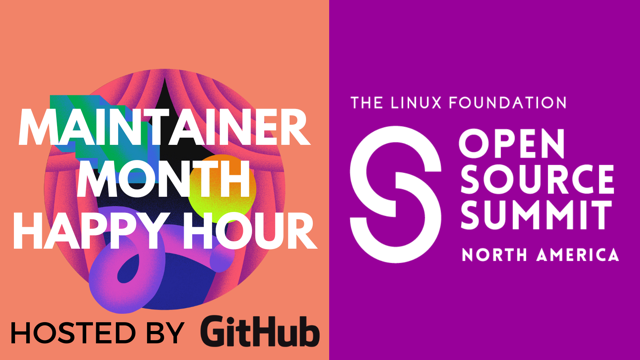 MAINTAINER
MONTH
HAPPY HOUR
HOSTED BY GitHub
THE LINUX FOUNDATION
OPEN
SOURCE
SUMMIT
NORTH AMERICA